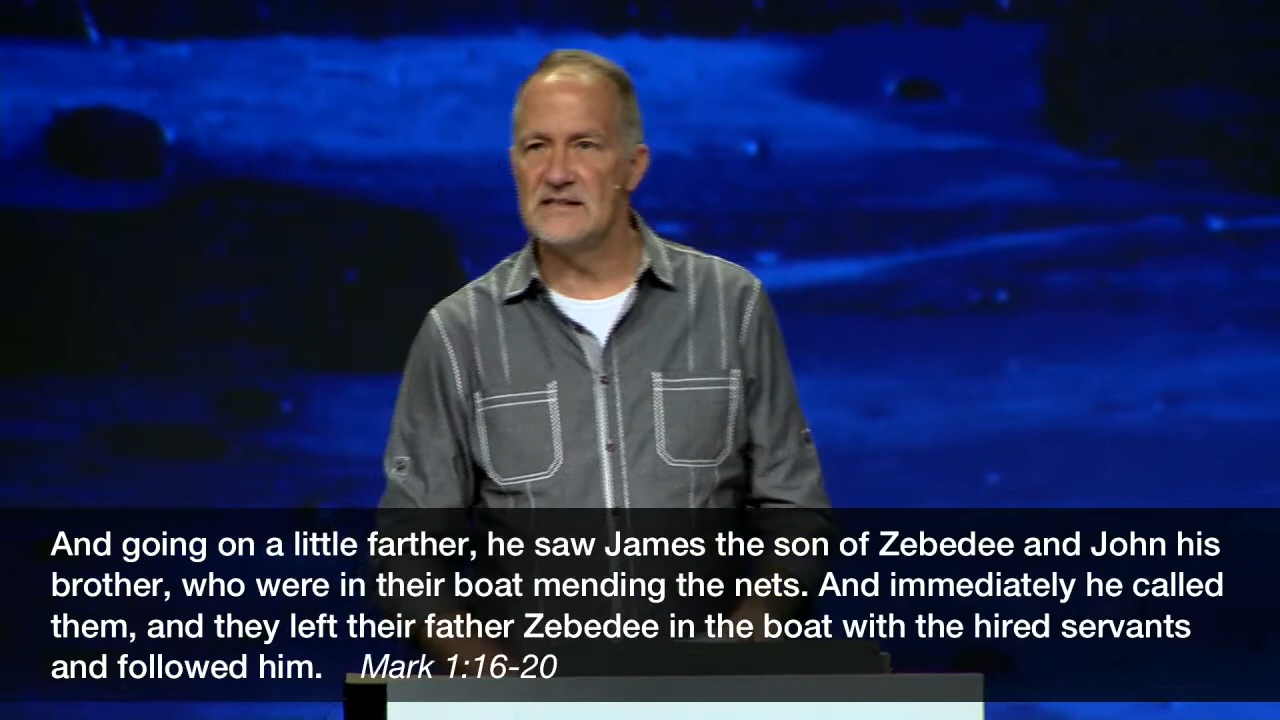 And going on a little farther, he saw James the son of Zebedee and John his
brother, who were in their boat mending the nets. And immediately he called
them, and they left their father Zebedee in the boat with the hired servants
and followed him. Mark 1:16-20